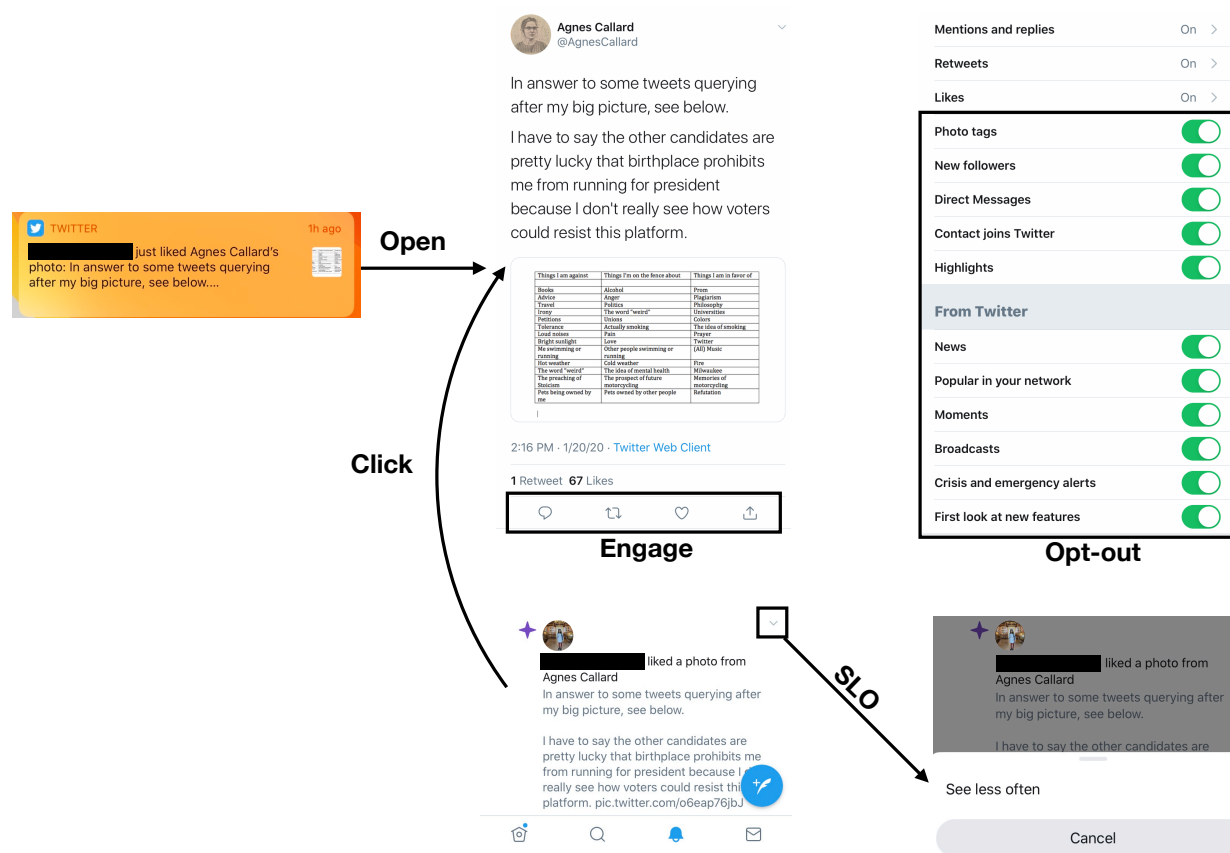 TWITTER 1h ago
just liked Agnes Callard's
photo: In answer to some tweets querying
after my big picture, see below....
Open
Click
Agnes Callard
@AgnesCallard
In answer to some tweets querying
after my big picture, see below.
I have to say the other candidates are
pretty lucky that birthplace prohibits
me from running for president
because I don't really see how voters
could resist this platform.
Things I am against Things I'm on the fence about Things I am in favor of
Books Alcohol Prom
Advice Anger Plagiarism
Travel Politics Philosophy
Irony The word "weird" Universities
Petitions Unions Colors
Tolerance Actually smoking The idea of smoking
Loud noises Pain Prayer
Bright sunlight Love Twitter
Me swimming or Other people swimming or (All) Music
running running
Hot weather Cold weather Fire
The word "weird" The idea of mental health Milwaukee
The preaching of The prospect of future Memories of
Stoicism motorcycling motorcycling
Pets being owned by Pets owned by other people Refutation
me
2:16 PM · 1/20/20 · Twitter Web Client
1 Retweet 67 Likes
Engage
Mentions and replies On
Retweets On
Likes On
Photo tags
New followers
Direct Messages
Contact joins Twitter
Highlights
From Twitter
News
Popular in your network
Moments
Broadcasts
Crisis and emergency alerts
First look at new features
Opt-out
liked a photo from
Agnes Callard
In answer to some tweets querying after
my big picture, see below.
I have to say the other candidates are
pretty lucky that birthplace prohibits me
from running for president because I
really see how voters could resist
platform. pic.twitter.com/o6eap76jbJ
SLO
liked a photo from
Agnes Callard
In answer to some tweets querying after
my big picture, see below.
I have to say the other candidates are
See less often
Cancel